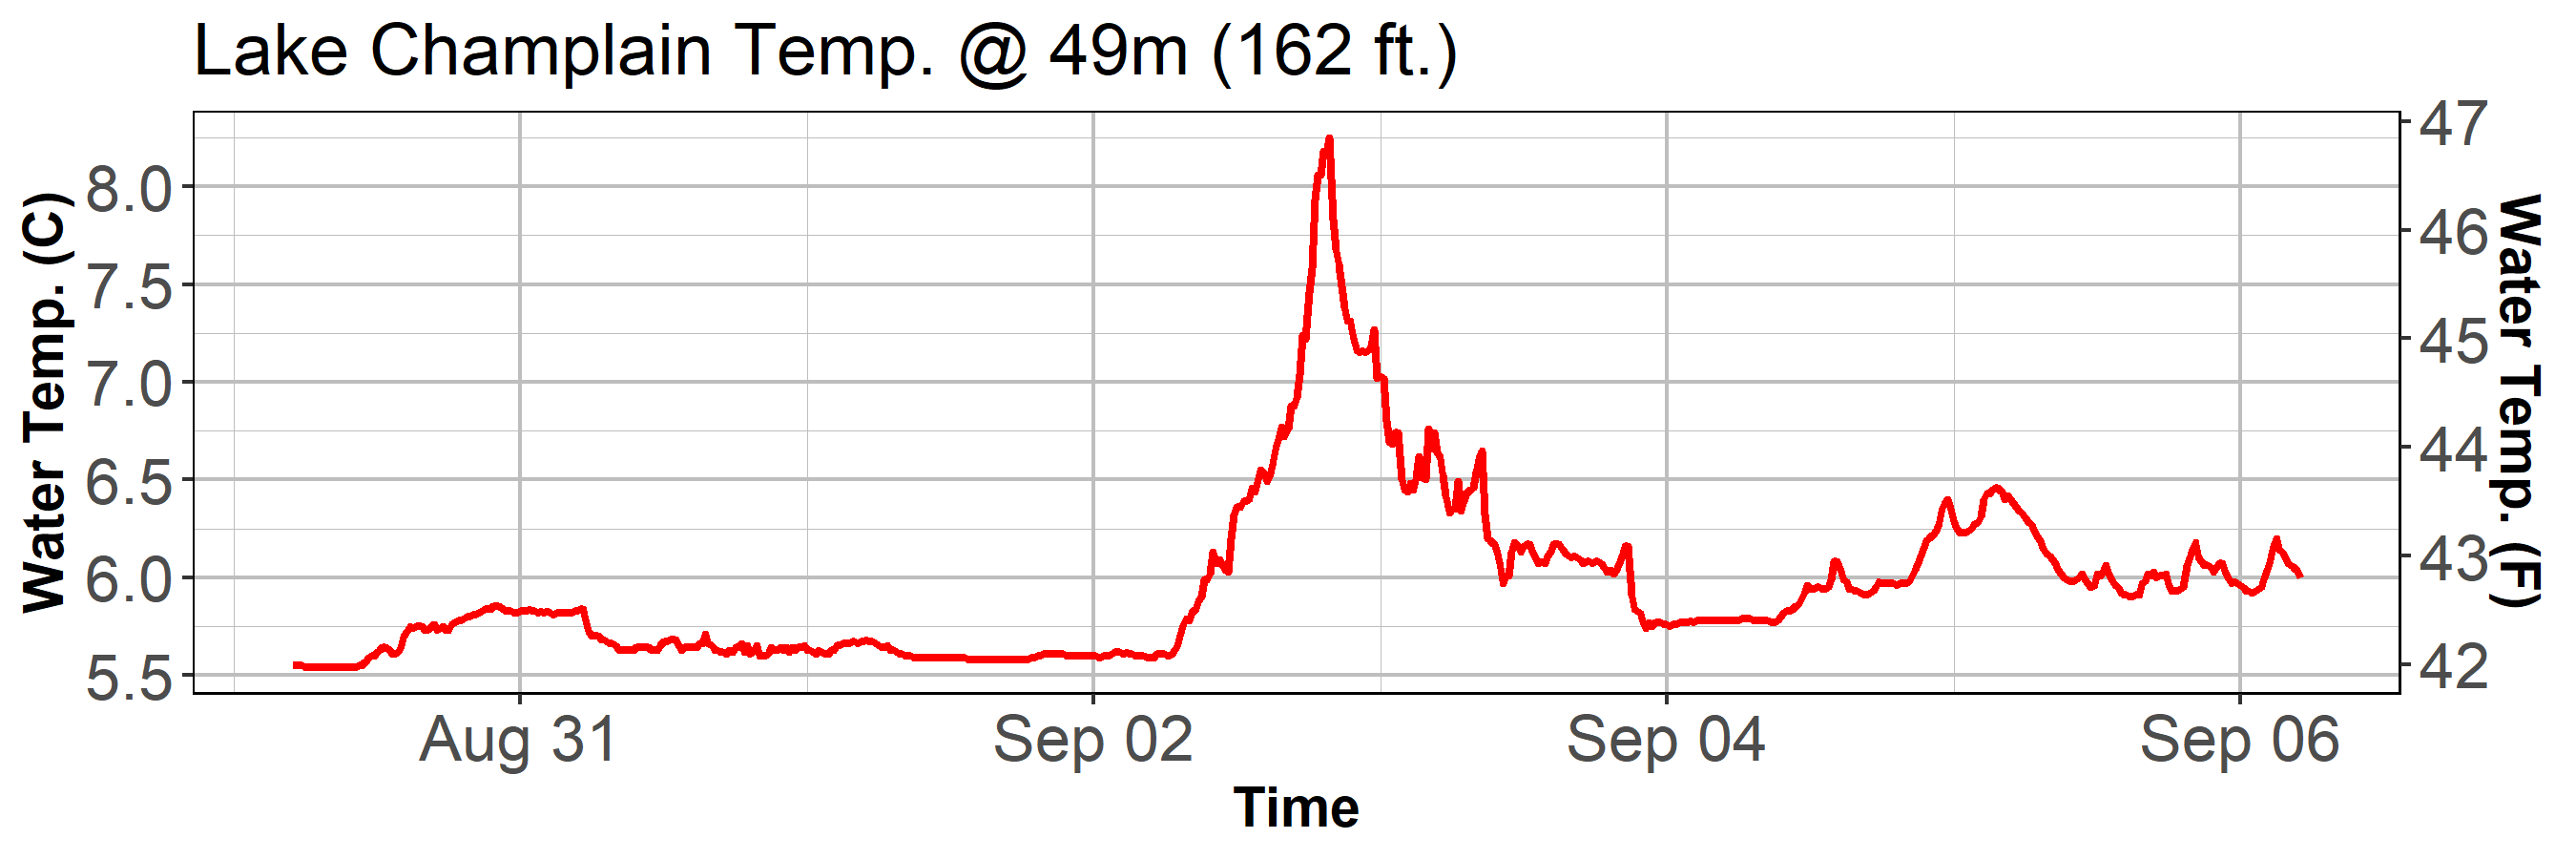 Lake Champlain Temp. @ 49m (162 ft.)
Water Temp. (C)
8.0
7.5
7.0
6.5
6.0
5.5
47
46
45
44
43
42
Water Temp. (F)
Aug 31 Sep 02 Sep 04 Sep 06
Time